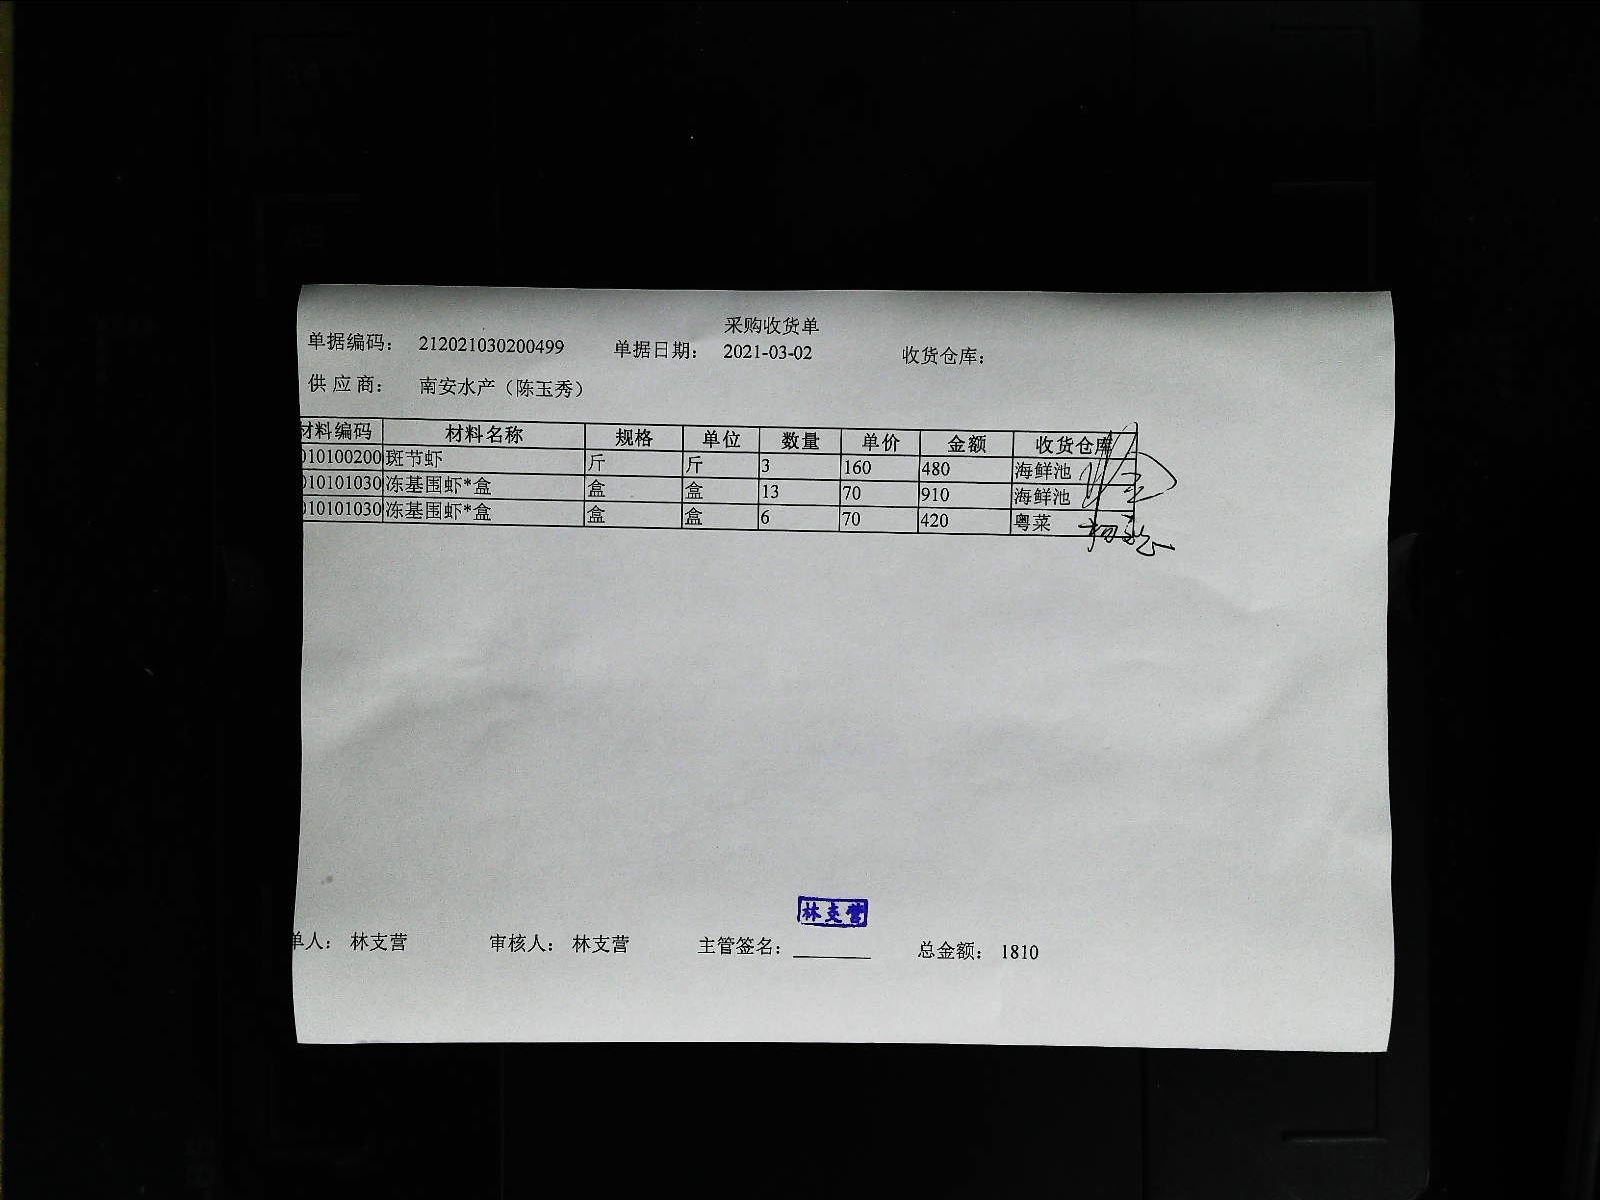 采购收货单
单据编码： 212021030200499 单据日期： 2021-03-02 收货仓库：
供 应 商： 南安水产（陈玉秀）
材料编码 材料名称 规格 单位 数量 单价 金额 收货仓库
010100200 斑节虾 斤 斤 3 160 480 海鲜池
010101030 冻基围虾*盒 盒 盒 13 70 910 海鲜池
010101030 冻基围虾*盒 盒 盒 6 70 420 粤菜
林支营
单人： 林支营 审核人： 林支营 主管签名： 总金额： 1810